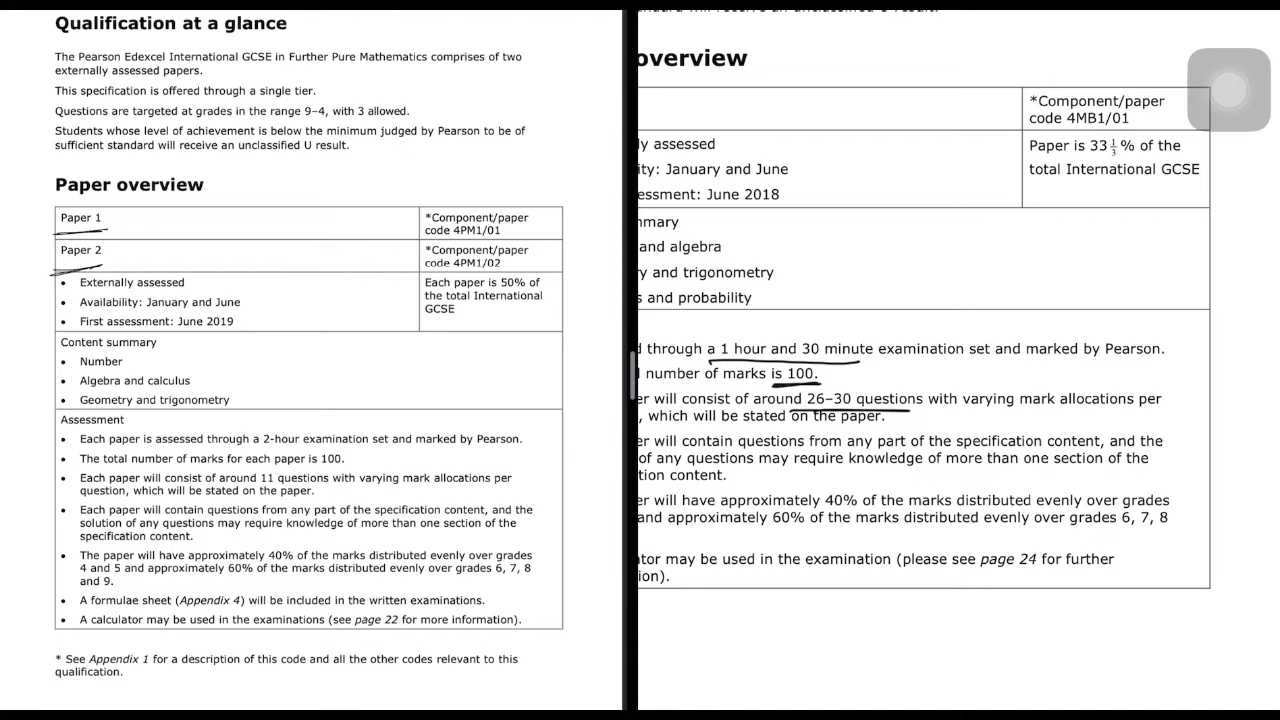 Qualification at a glance
The Pearson Edexcel International GCSE in Further Pure Mathematics comprises of two
externally assessed papers.
This specification is offered through a single tier.
Questions are targeted at grades in the range 9–4, with 3 allowed.
Students whose level of achievement is below the minimum judged by Pearson to be of
sufficient standard will receive an unclassified U result.
Paper overview
Paper 1
*Component/paper
code 4PM1/01
Paper 2
*Component/paper
code 4PM1/02
• Externally assessed
• Availability: January and June
• First assessment: June 2019
Each paper is 50% of
the total International
GCSE
Content summary
• Number
• Algebra and calculus
• Geometry and trigonometry
Assessment
• Each paper is assessed through a 2-hour examination set and marked by Pearson.
• The total number of marks for each paper is 100.
• Each paper will consist of around 11 questions with varying mark allocations per
question, which will be stated on the paper.
• Each paper will contain questions from any part of the specification content, and the
solution of any questions may require knowledge of more than one section of the
specification content.
• The paper will have approximately 40% of the marks distributed evenly over grades
4 and 5 and approximately 60% of the marks distributed evenly over grades 6, 7, 8
and 9.
• A formulae sheet (Appendix 4) will be included in the written examinations.
• A calculator may be used in the examinations (see page 22 for more information).
* See Appendix 1 for a description of this code and all the other codes relevant to this
qualification.
overview
*Component/paper
code 4MB1/01
ly assessed
ity: January and June
essment: June 2018
Paper is 33 1/3 % of the
total International GCSE
mmary
and algebra
y and trigonometry
s and probability
d through a 1 hour and 30 minute examination set and marked by Pearson.
l number of marks is 100.
er will consist of around 26–30 questions with varying mark allocations per
, which will be stated on the paper.
er will contain questions from any part of the specification content, and the
of any questions may require knowledge of more than one section of the
tion content.
er will have approximately 40% of the marks distributed evenly over grades
and approximately 60% of the marks distributed evenly over grades 6, 7, 8
ator may be used in the examination (please see page 24 for further
ion).